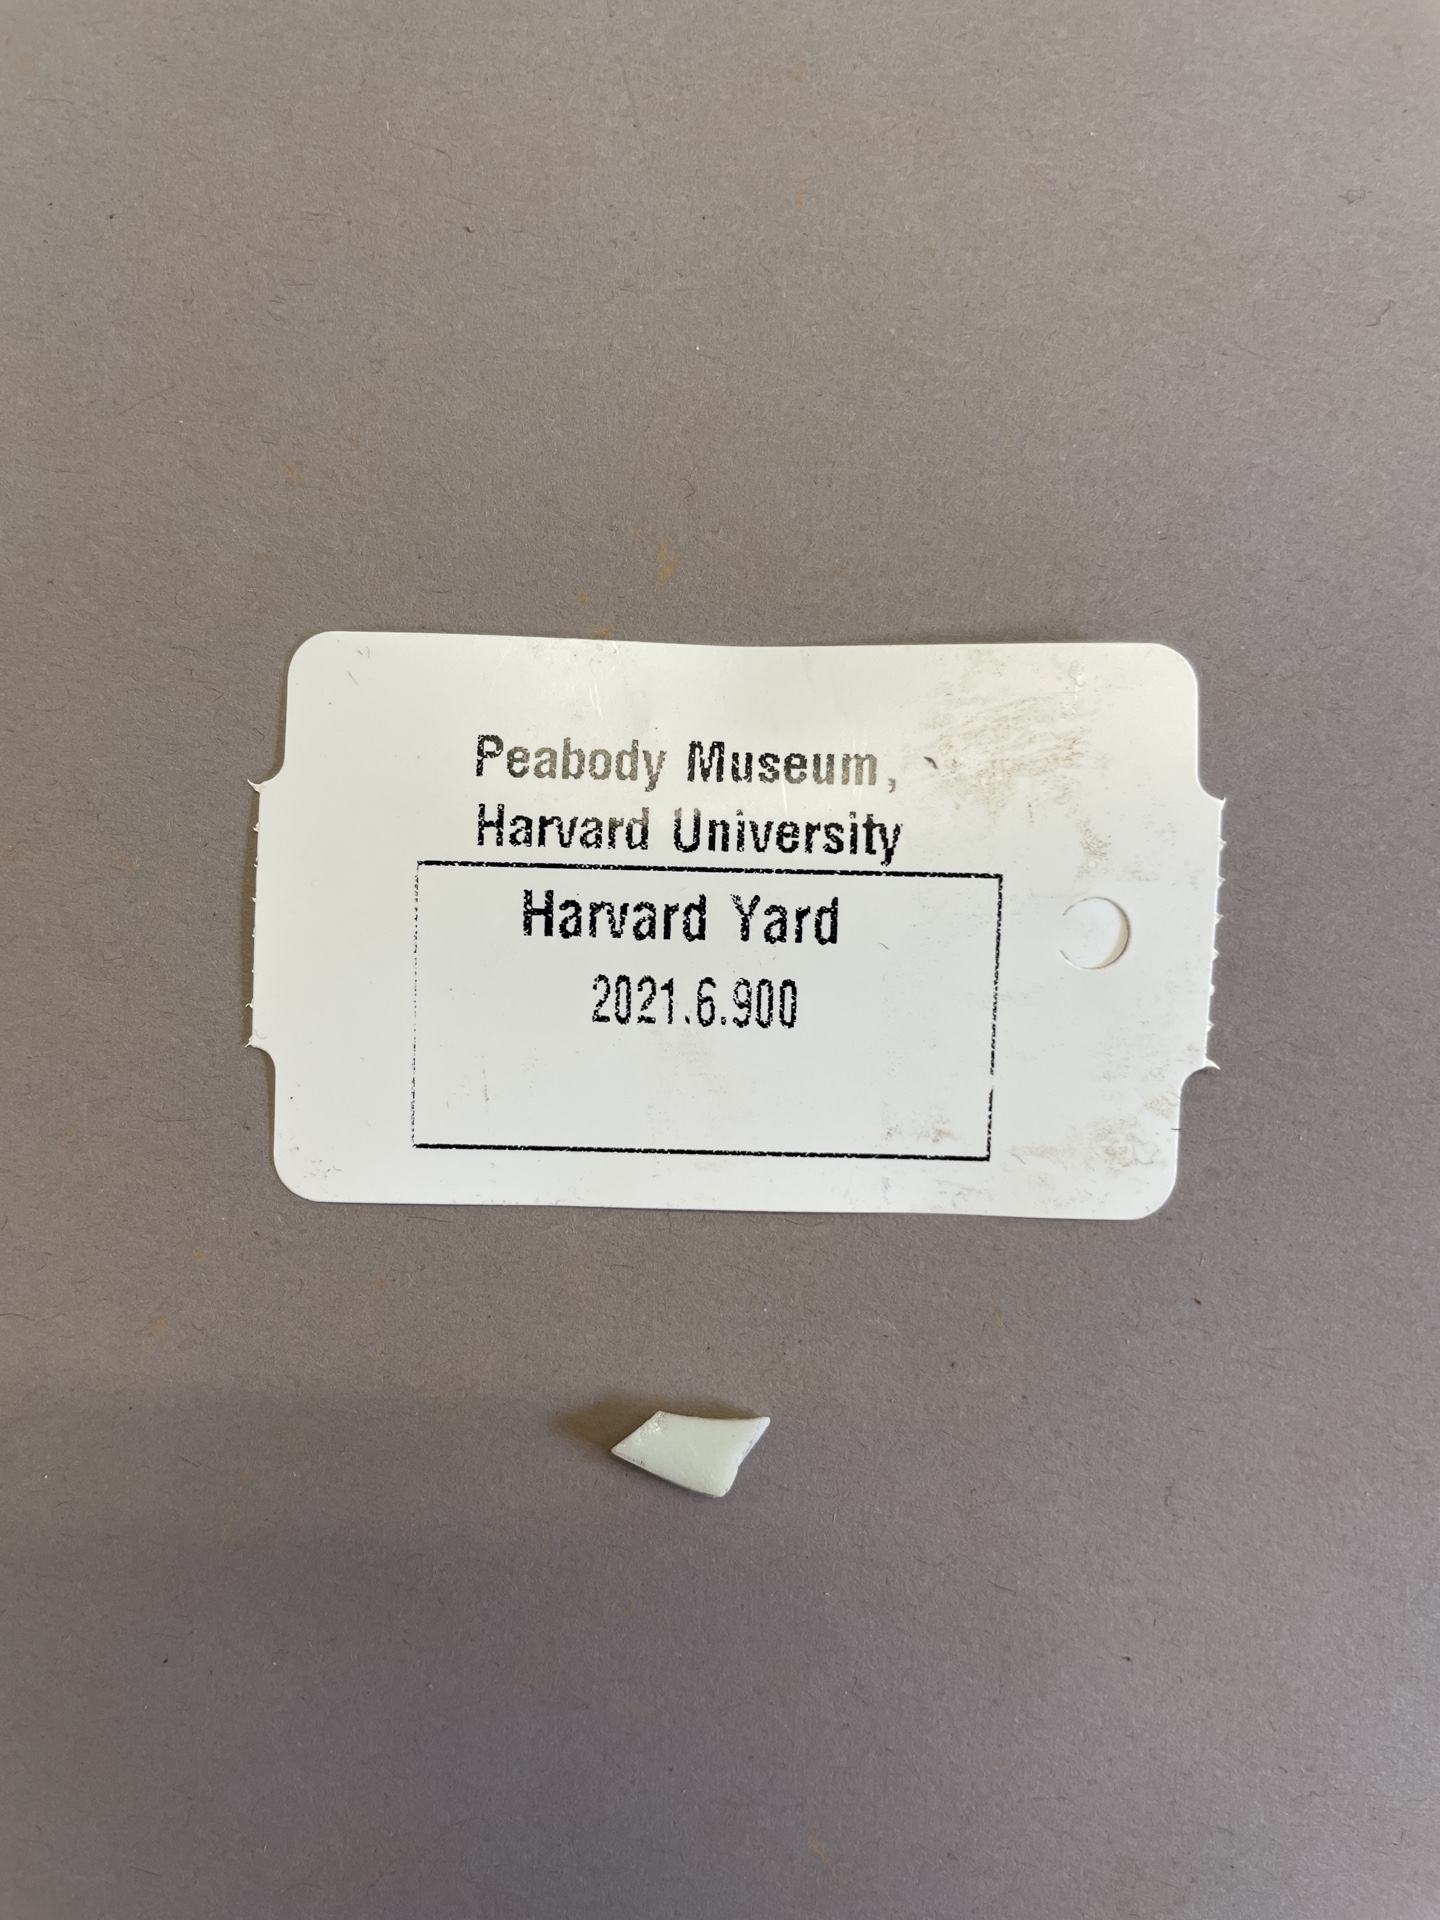 Peabody Museum,
Harvard University
Harvard Yard
2021.6.900